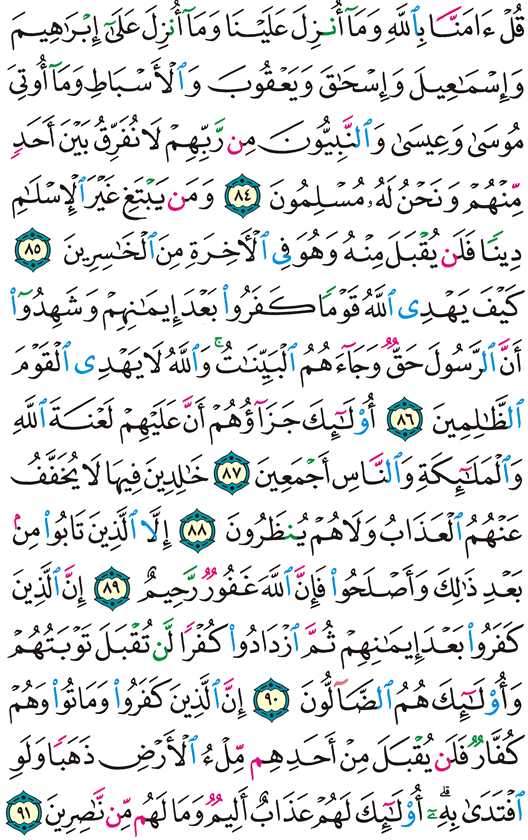 قُلْ ءَامَنَّا بِٱللَّهِ وَمَآ أُنزِلَ عَلَيْنَا وَمَآ أُنزِلَ عَلَىٰٓ إِبْرَٰهِيمَ
وَإِسْمَٰعِيلَ وَإِسْحَٰقَ وَيَعْقُوبَ وَٱلْأَسْبَاطِ وَمَآ أُوتِىَ
مُوسَىٰ وَعِيسَىٰ وَٱلنَّبِيُّونَ مِن رَّبِّهِمْ لَا نُفَرِّقُ بَيْنَ أَحَدٍ
مِّنْهُمْ وَنَحْنُ لَهُۥ مُسْلِمُونَ ٨٤ وَمَن يَبْتَغِ غَيْرَ ٱلْإِسْلَٰمِ
دِينًا فَلَن يُقْبَلَ مِنْهُ وَهُوَ فِى ٱلْأَخِرَةِ مِنَ ٱلْخَٰسِرِينَ ٨٥
كَيْفَ يَهْدِى ٱللَّهُ قَوْمًا كَفَرُوا۟ بَعْدَ إِيمَٰنِهِمْ وَشَهِدُوٓا۟
أَنَّ ٱلرَّسُولَ حَقٌّ وَجَآءَهُمُ ٱلْبَيِّنَٰتُ ۚ وَٱللَّهُ لَا يَهْدِى ٱلْقَوْمَ
ٱلظَّٰلِمِينَ ٨٦ أُو۟لَٰٓئِكَ جَزَآؤُهُمْ أَنَّ عَلَيْهِمْ لَعْنَةَ ٱللَّهِ
وَٱلْمَلَٰٓئِكَةِ وَٱلنَّاسِ أَجْمَعِينَ ٨٧ خَٰلِدِينَ فِيهَا لَا يُخَفَّفُ
عَنْهُمُ ٱلْعَذَابُ وَلَا هُمْ يُنظَرُونَ ٨٨ إِلَّا ٱلَّذِينَ تَابُوا۟ مِنۢ
بَعْدِ ذَٰلِكَ وَأَصْلَحُوا۟ فَإِنَّ ٱللَّهَ غَفُورٌ رَّحِيمٌ ٨٩ إِنَّ ٱلَّذِينَ
كَفَرُوا۟ بَعْدَ إِيمَٰنِهِمْ ثُمَّ ٱزْدَادُوا۟ كُفْرًا لَّن تُقْبَلَ تَوْبَتُهُمْ
وَأُو۟لَٰٓئِكَ هُمُ ٱلضَّآلُّونَ ٩٠ إِنَّ ٱلَّذِينَ كَفَرُوا۟ وَمَاتُوا۟ وَهُمْ
كُفَّارٌ فَلَن يُقْبَلَ مِنْ أَحَدِهِم مِّلْءُ ٱلْأَرْضِ ذَهَبًا وَلَوِ
ٱفْتَدَىٰ بِهِۦٓ ۗ أُو۟لَٰٓئِكَ لَهُمْ عَذَابٌ أَلِيمٌ وَمَا لَهُم مِّن نَّٰصِرِينَ ٩١